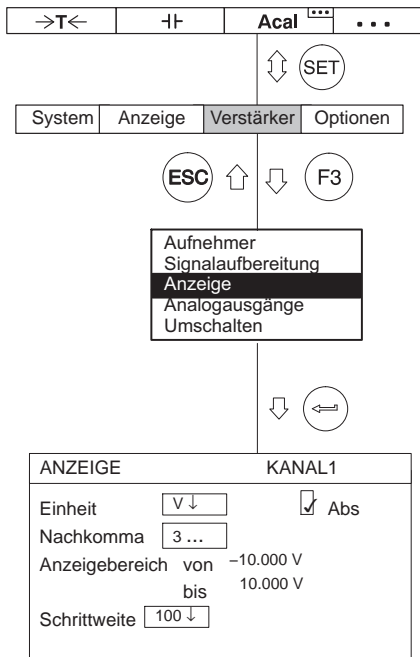 →T← ⊣⊢ Acal ...
SET
System Anzeige Verstärker Optionen
ESC F3
Aufnehmer
Signalaufbereitung
Anzeige
Analogausgänge
Umschalten
ANZEIGE KANAL1
Einheit V↓ ✓ Abs
Nachkomma 3 ...
Anzeigebereich von –10.000 V
bis 10.000 V
Schrittweite 100↓